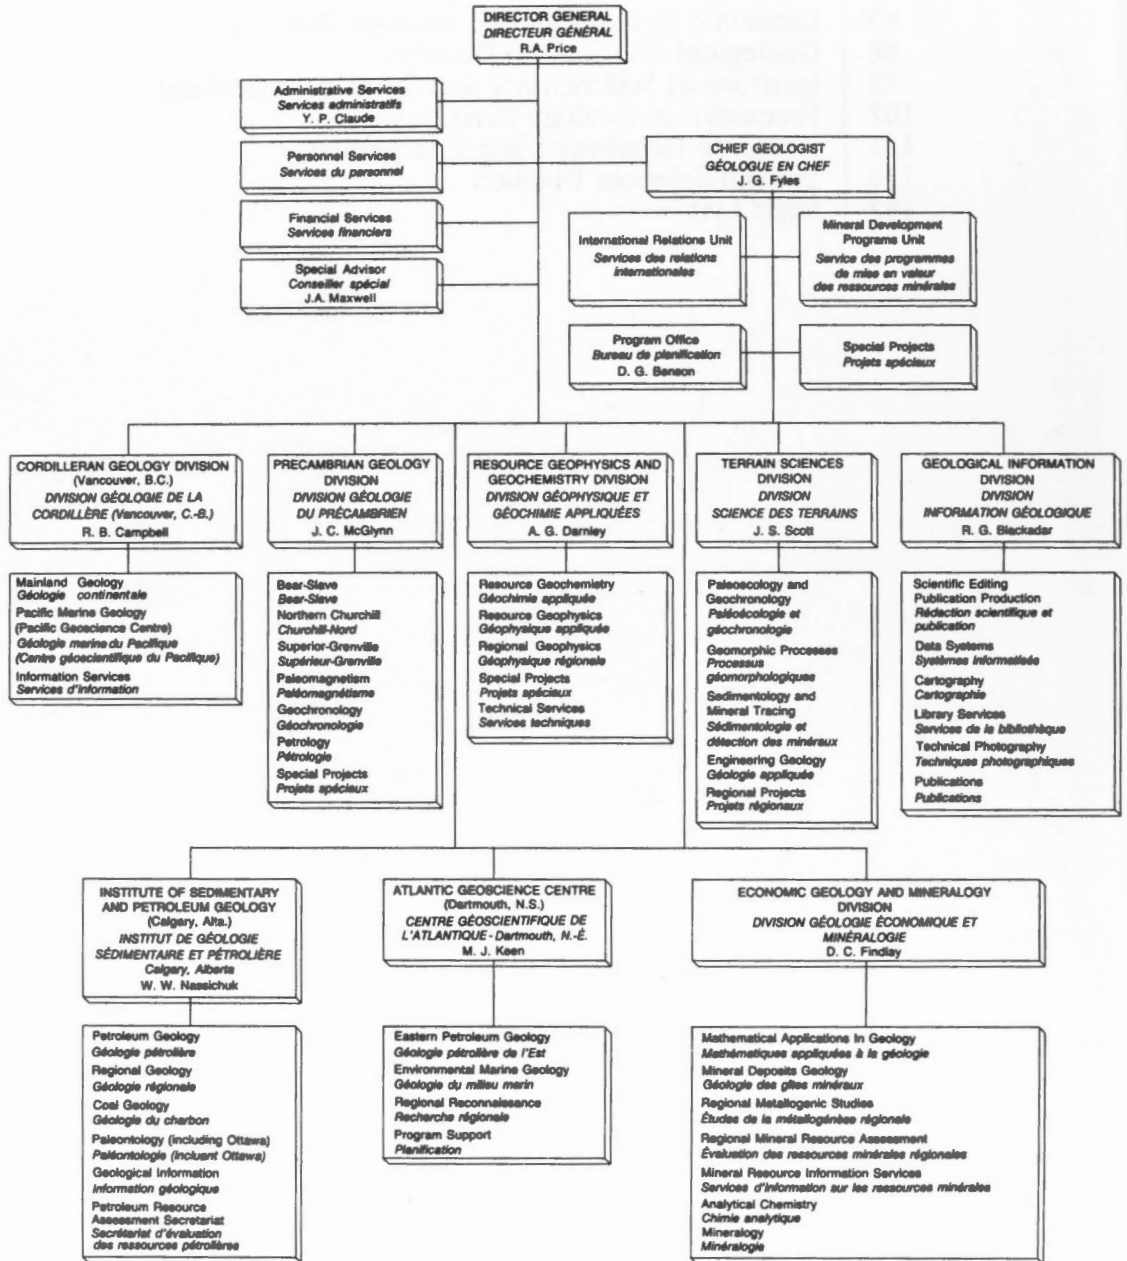 DIRECTOR GENERAL
DIRECTEUR GÉNÉRAL
R.A. Price
Administrative Services
Services administratifs
Y. P. Claude
Personnel Services
Services du personnel
Financial Services
Services financiers
Special Advisor
Conseiller spécial
J.A. Maxwell
CHIEF GEOLOGIST
GÉOLOGUE EN CHEF
J. G. Fyles
International Relations Unit
Services des relations
internationales
Mineral Development
Programs Unit
Service des programmes
de mise en valeur
des ressources minérales
Program Office
Bureau de planification
D. G. Benson
Special Projects
Projets spéciaux
CORDILLERAN GEOLOGY DIVISION
(Vancouver, B.C.)
DIVISION GÉOLOGIE DE LA
CORDILLÈRE (Vancouver, C.-B.)
R. B. Campbell
PRECAMBRIAN GEOLOGY
DIVISION
DIVISION GÉOLOGIE
DU PRÉCAMBRIEN
J. C. McGlynn
RESOURCE GEOPHYSICS AND
GEOCHEMISTRY DIVISION
DIVISION GÉOPHYSIQUE ET
GÉOCHIMIE APPLIQUÉES
A. G. Darnley
TERRAIN SCIENCES
DIVISION
DIVISION
SCIENCE DES TERRAINS
J. S. Scott
GEOLOGICAL INFORMATION
DIVISION
DIVISION
INFORMATION GÉOLOGIQUE
R. G. Blackadar
Mainland Geology
Géologie continentale
Pacific Marine Geology
(Pacific Geoscience Centre)
Géologie marine du Pacifique
(Centre géoscientifique du Pacifique)
Information Services
Services d'information
Bear-Slave
Bear-Slave
Northern Churchill
Churchill-Nord
Superior-Grenville
Supérieur-Grenville
Paleomagnetism
Paléomagnétisme
Geochronology
Géochronologie
Petrology
Pétrologie
Special Projects
Projets spéciaux
Resource Geochemistry
Géochimie appliquée
Resource Geophysics
Géophysique appliquée
Regional Geophysics
Géophysique régionale
Special Projects
Projets spéciaux
Technical Services
Services techniques
Paleoecology and
Geochronology
Paléoécologie et
géochronologie
Geomorphic Processes
Processus
géomorphologiques
Sedimentology and
Mineral Tracing
Sédimentologie et
détection des minéraux
Engineering Geology
Géologie appliquée
Regional Projects
Projets régionaux
Scientific Editing
Publication Production
Rédaction scientifique et
publication
Data Systems
Systèmes informatisés
Cartography
Cartographie
Library Services
Services de la bibliothèque
Technical Photography
Techniques photographiques
Publications
Publications
INSTITUTE OF SEDIMENTARY
AND PETROLEUM GEOLOGY
(Calgary, Alta.)
INSTITUT DE GÉOLOGIE
SÉDIMENTAIRE ET PÉTROLIÈRE
Calgary, Alberta
W. W. Nassichuk
ATLANTIC GEOSCIENCE CENTRE
(Dartmouth, N.S.)
CENTRE GÉOSCIENTIFIQUE DE
L'ATLANTIQUE - Dartmouth, N.-É.
M. J. Keen
ECONOMIC GEOLOGY AND MINERALOGY
DIVISION
DIVISION GÉOLOGIE ÉCONOMIQUE ET
MINÉRALOGIE
D. C. Findlay
Petroleum Geology
Géologie pétrolière
Regional Geology
Géologie régionale
Coal Geology
Géologie du charbon
Paleontology (including Ottawa)
Paléontologie (incluant Ottawa)
Geological Information
Information géologique
Petroleum Resource
Assessment Secretariat
Secrétariat d'évaluation
des ressources pétrolières
Eastern Petroleum Geology
Géologie pétrolière de l'Est
Environmental Marine Geology
Géologie du milieu marin
Regional Reconnaissance
Recherche régionale
Program Support
Planification
Mathematical Applications In Geology
Mathématiques appliquées à la géologie
Mineral Deposits Geology
Géologie des gîtes minéraux
Regional Metallogenic Studies
Études de la métallogénèse régionale
Regional Mineral Resource Assessment
Évaluation des ressources minérales régionales
Mineral Resource Information Services
Services d'Information sur les ressources minérales
Analytical Chemistry
Chimie analytique
Mineralogy
Minéralogie